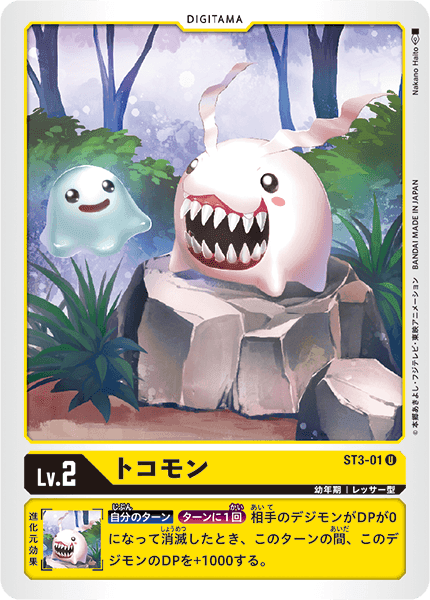 DIGITAMA
Nakano Haito
BANDAI MADE IN JAPAN
© 本郷あきよし・フジテレビ・東映アニメーション
ST3-01 U
Lv.2 トコモン
幼年期 | レッサー型
進化元効果
自分のターン ターンに1回 相手のデジモンがDPが0
になって消滅したとき、このターンの間、このデ
ジモンのDPを+1000する。